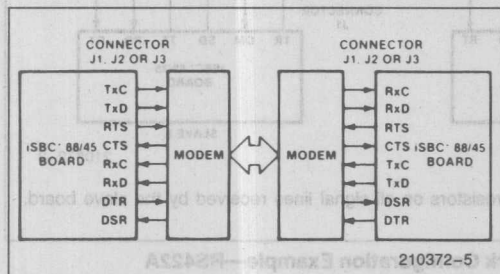 CONNECTOR
J1, J2 OR J3
iSBC® 88/45
BOARD
TxC
TxD
RTS
CTS
RxC
RxD
DTR
DSR
MODEM
MODEM
CONNECTOR
J1, J2 OR J3
RxC
RxD
RTS
CTS
TxC
TxD
DSR
DTR
iSBC® 88/45
BOARD
210372-5